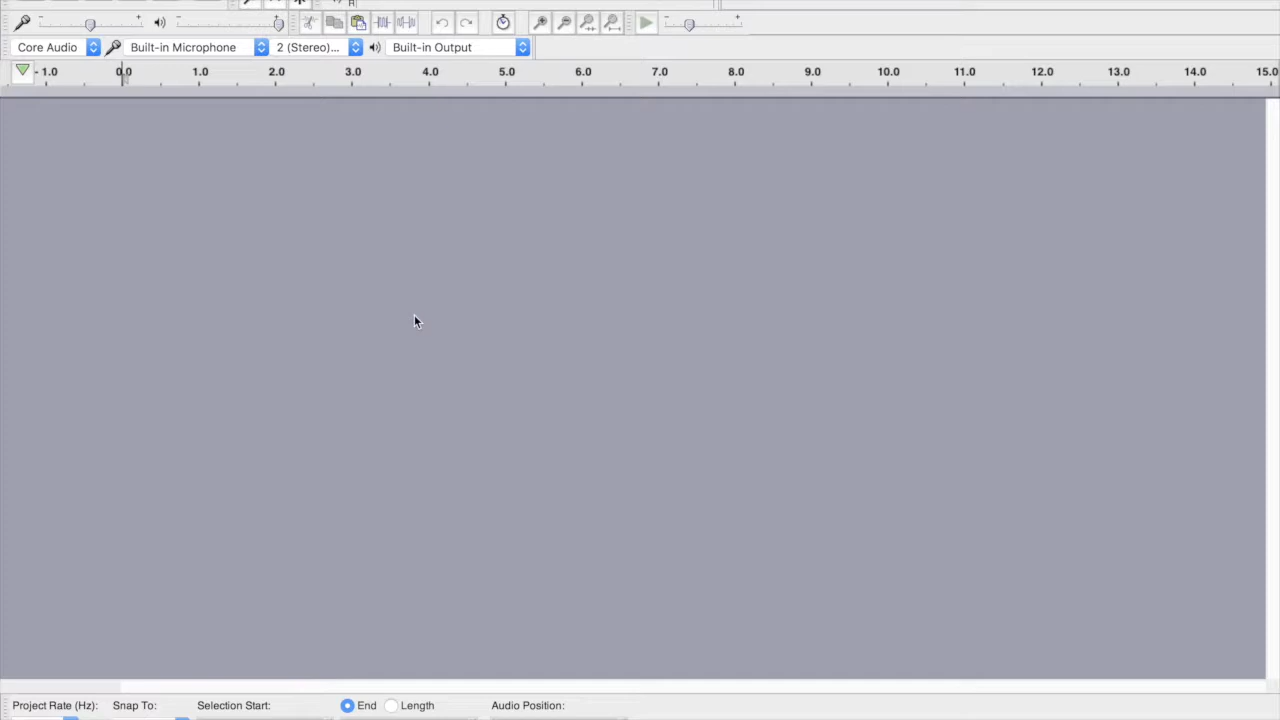 R
Core Audio Built-in Microphone 2 (Stereo)... Built-in Output
- 1.0 0.0 1.0 2.0 3.0 4.0 5.0 6.0 7.0 8.0 9.0 10.0 11.0 12.0 13.0 14.0 15.0
Project Rate (Hz): Snap To: Selection Start: End Length Audio Position: